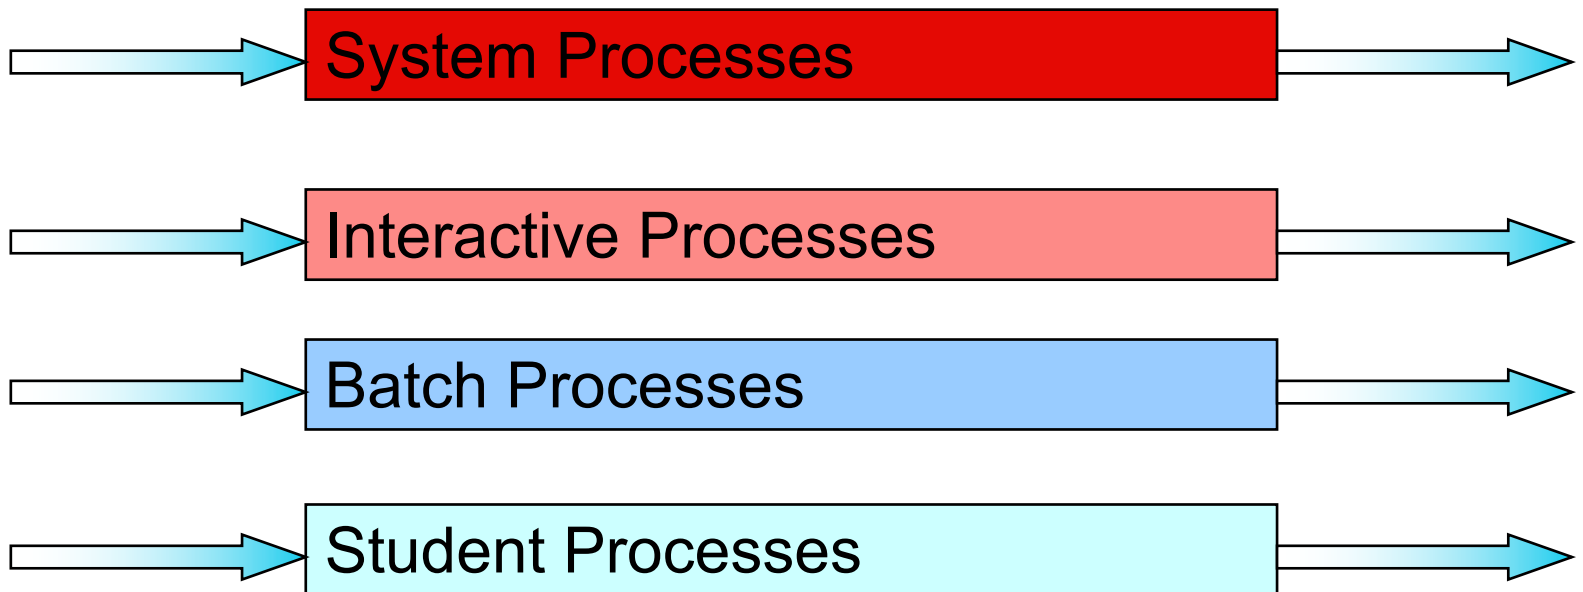 System Processes
Interactive Processes
Batch Processes
Student Processes